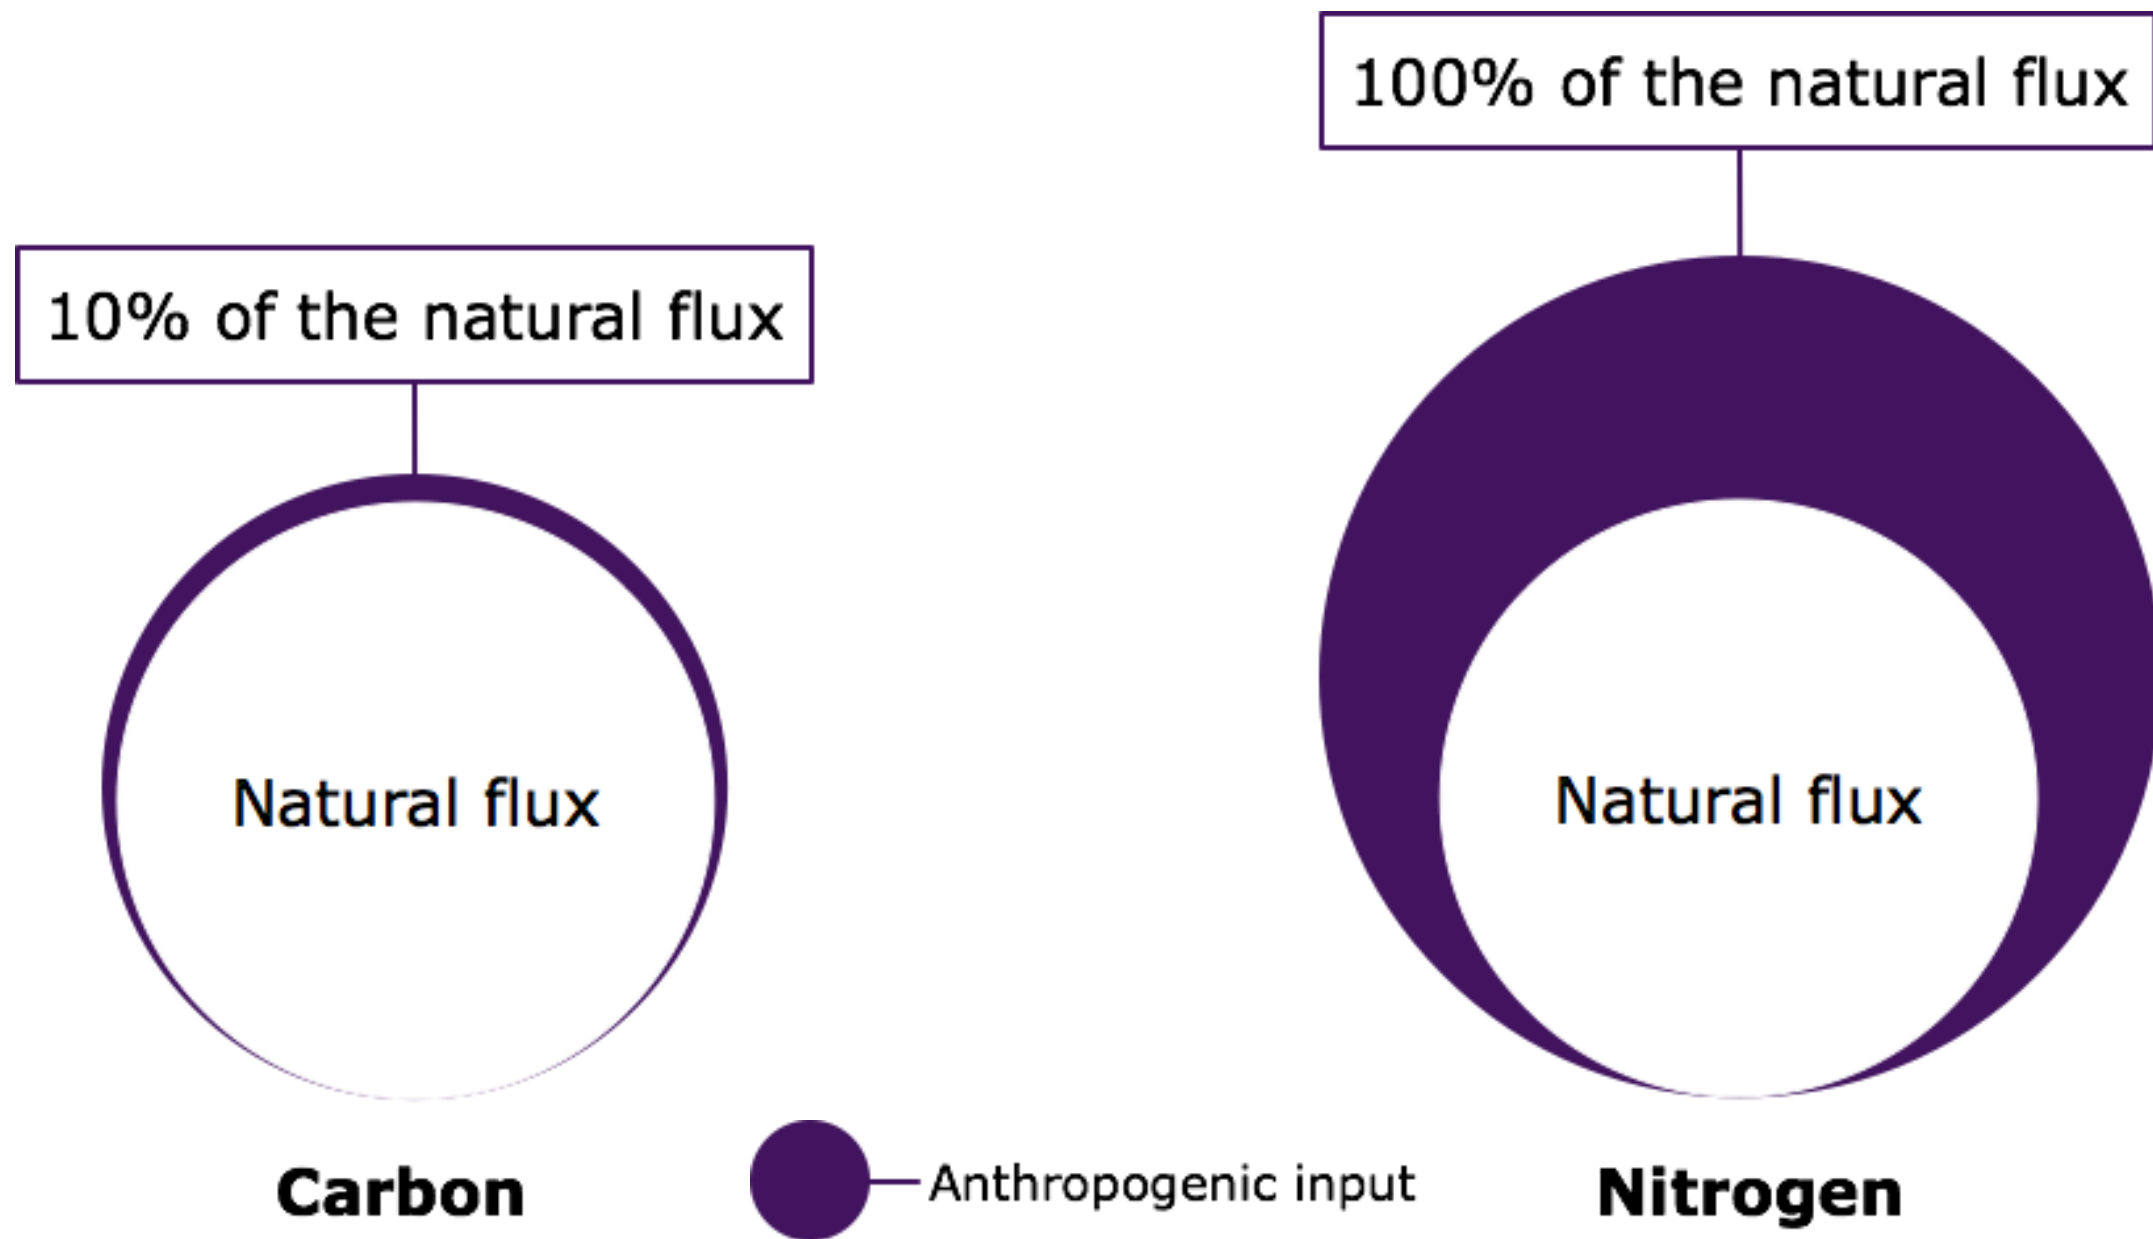 100% of the natural flux
10% of the natural flux
Natural flux
Natural flux
Carbon
Anthropogenic input
Nitrogen